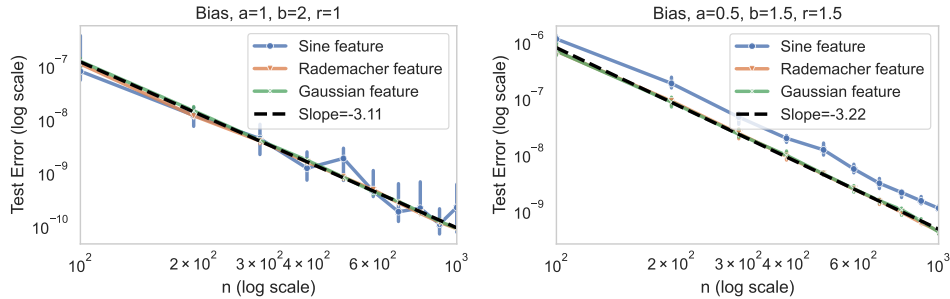 Bias, a=1, b=2, r=1
Test Error (log scale)
10⁻⁷
10⁻⁸
10⁻⁹
10⁻¹⁰
Sine feature
Rademacher feature
Gaussian feature
Slope=-3.11
10² 2 × 10² 3 × 10² 4 × 10² 6 × 10² 10³
n (log scale)
Bias, a=0.5, b=1.5, r=1.5
Test Error (log scale)
10⁻⁶
10⁻⁷
10⁻⁸
10⁻⁹
Sine feature
Rademacher feature
Gaussian feature
Slope=-3.22
10² 2 × 10² 3 × 10² 4 × 10² 6 × 10² 10³
n (log scale)